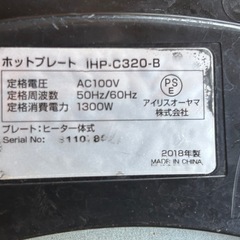 ホットプレート IHP-C320-B
定格電圧 AC100V
定格周波数 50Hz/60Hz
定格消費電力 1300W
PS
E
アイリスオーヤマ
株式会社
プレート:ヒーター体式
Serial No:
2018年製
MADE IN CHINA